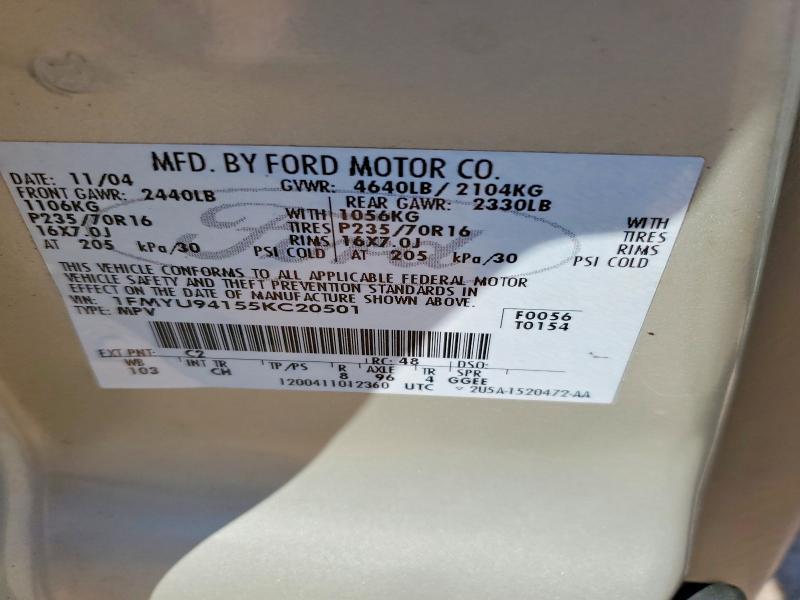 MFD. BY FORD MOTOR CO.
DATE: 11/04 GVWR: 4640LB/ 2104KG
FRONT GAWR: 2440LB REAR GAWR: 2330LB
1106KG WITH 1056KG WITH
P235/70R16 TIRES P235/70R16 TIRES
16X7.0J RIMS 16X7.0J RIMS
AT 205 kPa/30 PSI COLD AT 205 kPa/30 PSI COLD
THIS VEHICLE CONFORMS TO ALL APPLICABLE FEDERAL MOTOR
VEHICLE SAFETY AND THEFT PREVENTION STANDARDS IN
EFFECT ON THE DATE OF MANUFACTURE SHOWN ABOVE.
VIN: 1FMYU94155KC20501 F0056
TYPE: MPV T0154
EXT PNT: C2 RC: 48 DSO:
WB INT TR TP/PS R AXLE TR SPR
103 CH 8 96 4 GGEE
1200411012360 UTC 2U5A-1520472-AA
Ford